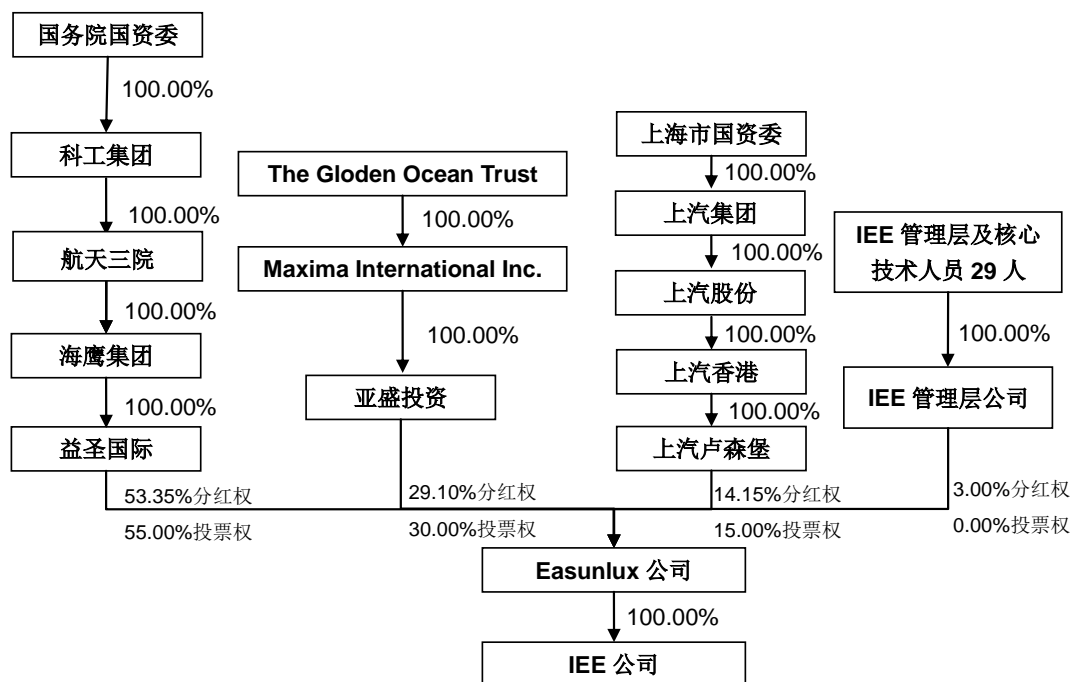 国务院国资委
100.00%
科工集团
100.00%
航天三院
100.00%
海鹰集团
100.00%
益圣国际
53.35%分红权
55.00%投票权
The Gloden Ocean Trust
100.00%
Maxima International Inc.
100.00%
亚盛投资
29.10%分红权
30.00%投票权
上海市国资委
100.00%
上汽集团
100.00%
上汽股份
100.00%
上汽香港
100.00%
上汽卢森堡
14.15%分红权
15.00%投票权
IEE 管理层及核心
技术人员 29 人
100.00%
IEE 管理层公司
3.00%分红权
0.00%投票权
Easunlux 公司
100.00%
IEE 公司